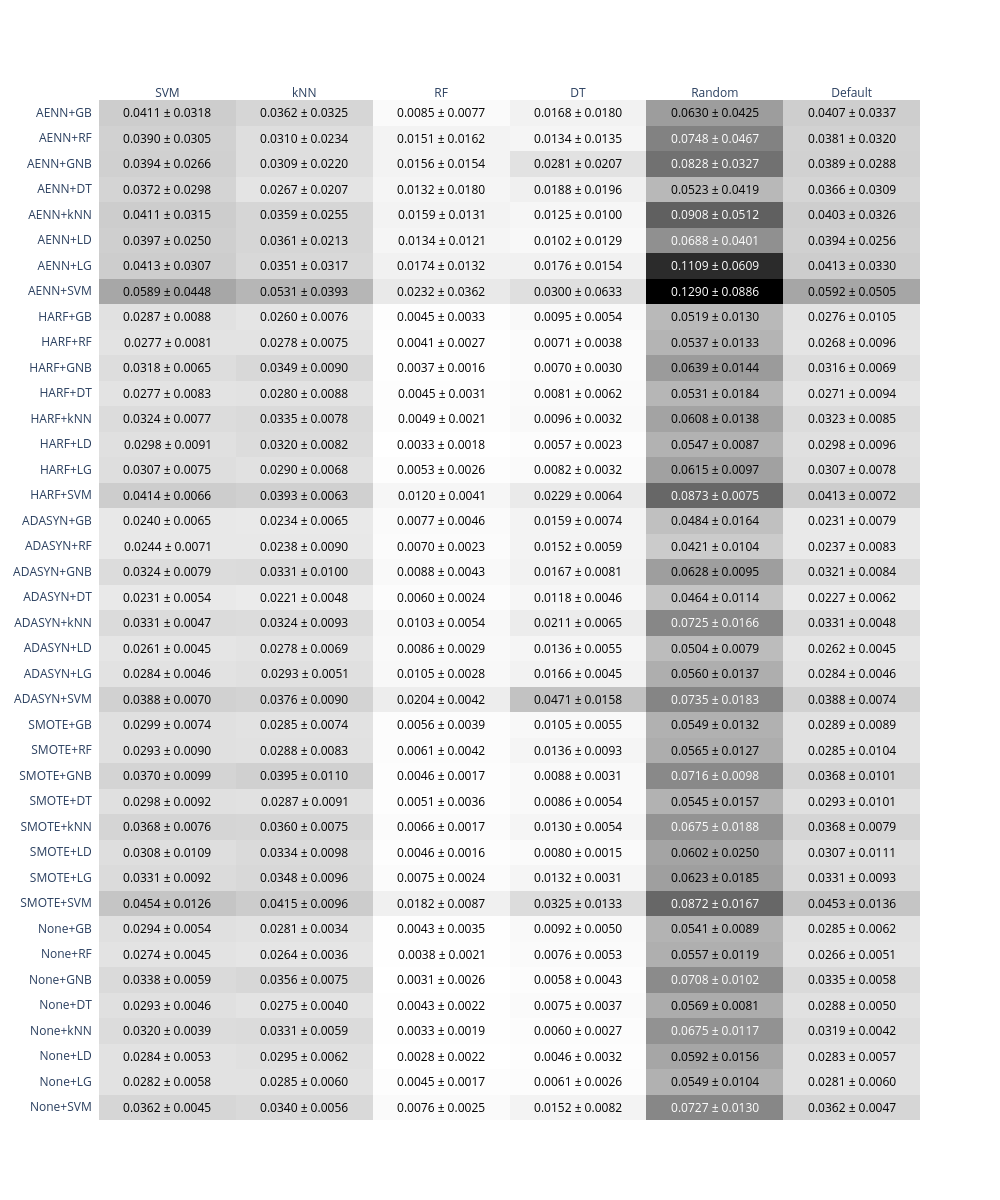 SVM kNN RF DT Random Default
AENN+GB 0.0411 ± 0.0318 0.0362 ± 0.0325 0.0085 ± 0.0077 0.0168 ± 0.0180 0.0630 ± 0.0425 0.0407 ± 0.0337
AENN+RF 0.0390 ± 0.0305 0.0310 ± 0.0234 0.0151 ± 0.0162 0.0134 ± 0.0135 0.0748 ± 0.0467 0.0381 ± 0.0320
AENN+GNB 0.0394 ± 0.0266 0.0309 ± 0.0220 0.0156 ± 0.0154 0.0281 ± 0.0207 0.0828 ± 0.0327 0.0389 ± 0.0288
AENN+DT 0.0372 ± 0.0298 0.0267 ± 0.0207 0.0132 ± 0.0180 0.0188 ± 0.0196 0.0523 ± 0.0419 0.0366 ± 0.0309
AENN+kNN 0.0411 ± 0.0315 0.0359 ± 0.0255 0.0159 ± 0.0131 0.0125 ± 0.0100 0.0908 ± 0.0512 0.0403 ± 0.0326
AENN+LD 0.0397 ± 0.0250 0.0361 ± 0.0213 0.0134 ± 0.0121 0.0102 ± 0.0129 0.0688 ± 0.0401 0.0394 ± 0.0256
AENN+LG 0.0413 ± 0.0307 0.0351 ± 0.0317 0.0174 ± 0.0132 0.0176 ± 0.0154 0.1109 ± 0.0609 0.0413 ± 0.0330
AENN+SVM 0.0589 ± 0.0448 0.0531 ± 0.0393 0.0232 ± 0.0362 0.0300 ± 0.0633 0.1290 ± 0.0886 0.0592 ± 0.0505
HARF+GB 0.0287 ± 0.0088 0.0260 ± 0.0076 0.0045 ± 0.0033 0.0095 ± 0.0054 0.0519 ± 0.0130 0.0276 ± 0.0105
HARF+RF 0.0277 ± 0.0081 0.0278 ± 0.0075 0.0041 ± 0.0027 0.0071 ± 0.0038 0.0537 ± 0.0133 0.0268 ± 0.0096
HARF+GNB 0.0318 ± 0.0065 0.0349 ± 0.0090 0.0037 ± 0.0016 0.0070 ± 0.0030 0.0639 ± 0.0144 0.0316 ± 0.0069
HARF+DT 0.0277 ± 0.0083 0.0280 ± 0.0088 0.0045 ± 0.0031 0.0081 ± 0.0062 0.0531 ± 0.0184 0.0271 ± 0.0094
HARF+kNN 0.0324 ± 0.0077 0.0335 ± 0.0078 0.0049 ± 0.0021 0.0096 ± 0.0032 0.0608 ± 0.0138 0.0323 ± 0.0085
HARF+LD 0.0298 ± 0.0091 0.0320 ± 0.0082 0.0033 ± 0.0018 0.0057 ± 0.0023 0.0547 ± 0.0087 0.0298 ± 0.0096
HARF+LG 0.0307 ± 0.0075 0.0290 ± 0.0068 0.0053 ± 0.0026 0.0082 ± 0.0032 0.0615 ± 0.0097 0.0307 ± 0.0078
HARF+SVM 0.0414 ± 0.0066 0.0393 ± 0.0063 0.0120 ± 0.0041 0.0229 ± 0.0064 0.0873 ± 0.0075 0.0413 ± 0.0072
ADASYN+GB 0.0240 ± 0.0065 0.0234 ± 0.0065 0.0077 ± 0.0046 0.0159 ± 0.0074 0.0484 ± 0.0164 0.0231 ± 0.0079
ADASYN+RF 0.0244 ± 0.0071 0.0238 ± 0.0090 0.0070 ± 0.0023 0.0152 ± 0.0059 0.0421 ± 0.0104 0.0237 ± 0.0083
ADASYN+GNB 0.0324 ± 0.0079 0.0331 ± 0.0100 0.0088 ± 0.0043 0.0167 ± 0.0081 0.0628 ± 0.0095 0.0321 ± 0.0084
ADASYN+DT 0.0231 ± 0.0054 0.0221 ± 0.0048 0.0060 ± 0.0024 0.0118 ± 0.0046 0.0464 ± 0.0114 0.0227 ± 0.0062
ADASYN+kNN 0.0331 ± 0.0047 0.0324 ± 0.0093 0.0103 ± 0.0054 0.0211 ± 0.0065 0.0725 ± 0.0166 0.0331 ± 0.0048
ADASYN+LD 0.0261 ± 0.0045 0.0278 ± 0.0069 0.0086 ± 0.0029 0.0136 ± 0.0055 0.0504 ± 0.0079 0.0262 ± 0.0045
ADASYN+LG 0.0284 ± 0.0046 0.0293 ± 0.0051 0.0105 ± 0.0028 0.0166 ± 0.0045 0.0560 ± 0.0137 0.0284 ± 0.0046
ADASYN+SVM 0.0388 ± 0.0070 0.0376 ± 0.0090 0.0204 ± 0.0042 0.0471 ± 0.0158 0.0735 ± 0.0183 0.0388 ± 0.0074
SMOTE+GB 0.0299 ± 0.0074 0.0285 ± 0.0074 0.0056 ± 0.0039 0.0105 ± 0.0055 0.0549 ± 0.0132 0.0289 ± 0.0089
SMOTE+RF 0.0293 ± 0.0090 0.0288 ± 0.0083 0.0061 ± 0.0042 0.0136 ± 0.0093 0.0565 ± 0.0127 0.0285 ± 0.0104
SMOTE+GNB 0.0370 ± 0.0099 0.0395 ± 0.0110 0.0046 ± 0.0017 0.0088 ± 0.0031 0.0716 ± 0.0098 0.0368 ± 0.0101
SMOTE+DT 0.0298 ± 0.0092 0.0287 ± 0.0091 0.0051 ± 0.0036 0.0086 ± 0.0054 0.0545 ± 0.0157 0.0293 ± 0.0101
SMOTE+kNN 0.0368 ± 0.0076 0.0360 ± 0.0075 0.0066 ± 0.0017 0.0130 ± 0.0054 0.0675 ± 0.0188 0.0368 ± 0.0079
SMOTE+LD 0.0308 ± 0.0109 0.0334 ± 0.0098 0.0046 ± 0.0016 0.0080 ± 0.0015 0.0602 ± 0.0250 0.0307 ± 0.0111
SMOTE+LG 0.0331 ± 0.0092 0.0348 ± 0.0096 0.0075 ± 0.0024 0.0132 ± 0.0031 0.0623 ± 0.0185 0.0331 ± 0.0093
SMOTE+SVM 0.0454 ± 0.0126 0.0415 ± 0.0096 0.0182 ± 0.0087 0.0325 ± 0.0133 0.0872 ± 0.0167 0.0453 ± 0.0136
None+GB 0.0294 ± 0.0054 0.0281 ± 0.0034 0.0043 ± 0.0035 0.0092 ± 0.0050 0.0541 ± 0.0089 0.0285 ± 0.0062
None+RF 0.0274 ± 0.0045 0.0264 ± 0.0036 0.0038 ± 0.0021 0.0076 ± 0.0053 0.0557 ± 0.0119 0.0266 ± 0.0051
None+GNB 0.0338 ± 0.0059 0.0356 ± 0.0075 0.0031 ± 0.0026 0.0058 ± 0.0043 0.0708 ± 0.0102 0.0335 ± 0.0058
None+DT 0.0293 ± 0.0046 0.0275 ± 0.0040 0.0043 ± 0.0022 0.0075 ± 0.0037 0.0569 ± 0.0081 0.0288 ± 0.0050
None+kNN 0.0320 ± 0.0039 0.0331 ± 0.0059 0.0033 ± 0.0019 0.0060 ± 0.0027 0.0675 ± 0.0117 0.0319 ± 0.0042
None+LD 0.0284 ± 0.0053 0.0295 ± 0.0062 0.0028 ± 0.0022 0.0046 ± 0.0032 0.0592 ± 0.0156 0.0283 ± 0.0057
None+LG 0.0282 ± 0.0058 0.0285 ± 0.0060 0.0045 ± 0.0017 0.0061 ± 0.0026 0.0549 ± 0.0104 0.0281 ± 0.0060
None+SVM 0.0362 ± 0.0045 0.0340 ± 0.0056 0.0076 ± 0.0025 0.0152 ± 0.0082 0.0727 ± 0.0130 0.0362 ± 0.0047